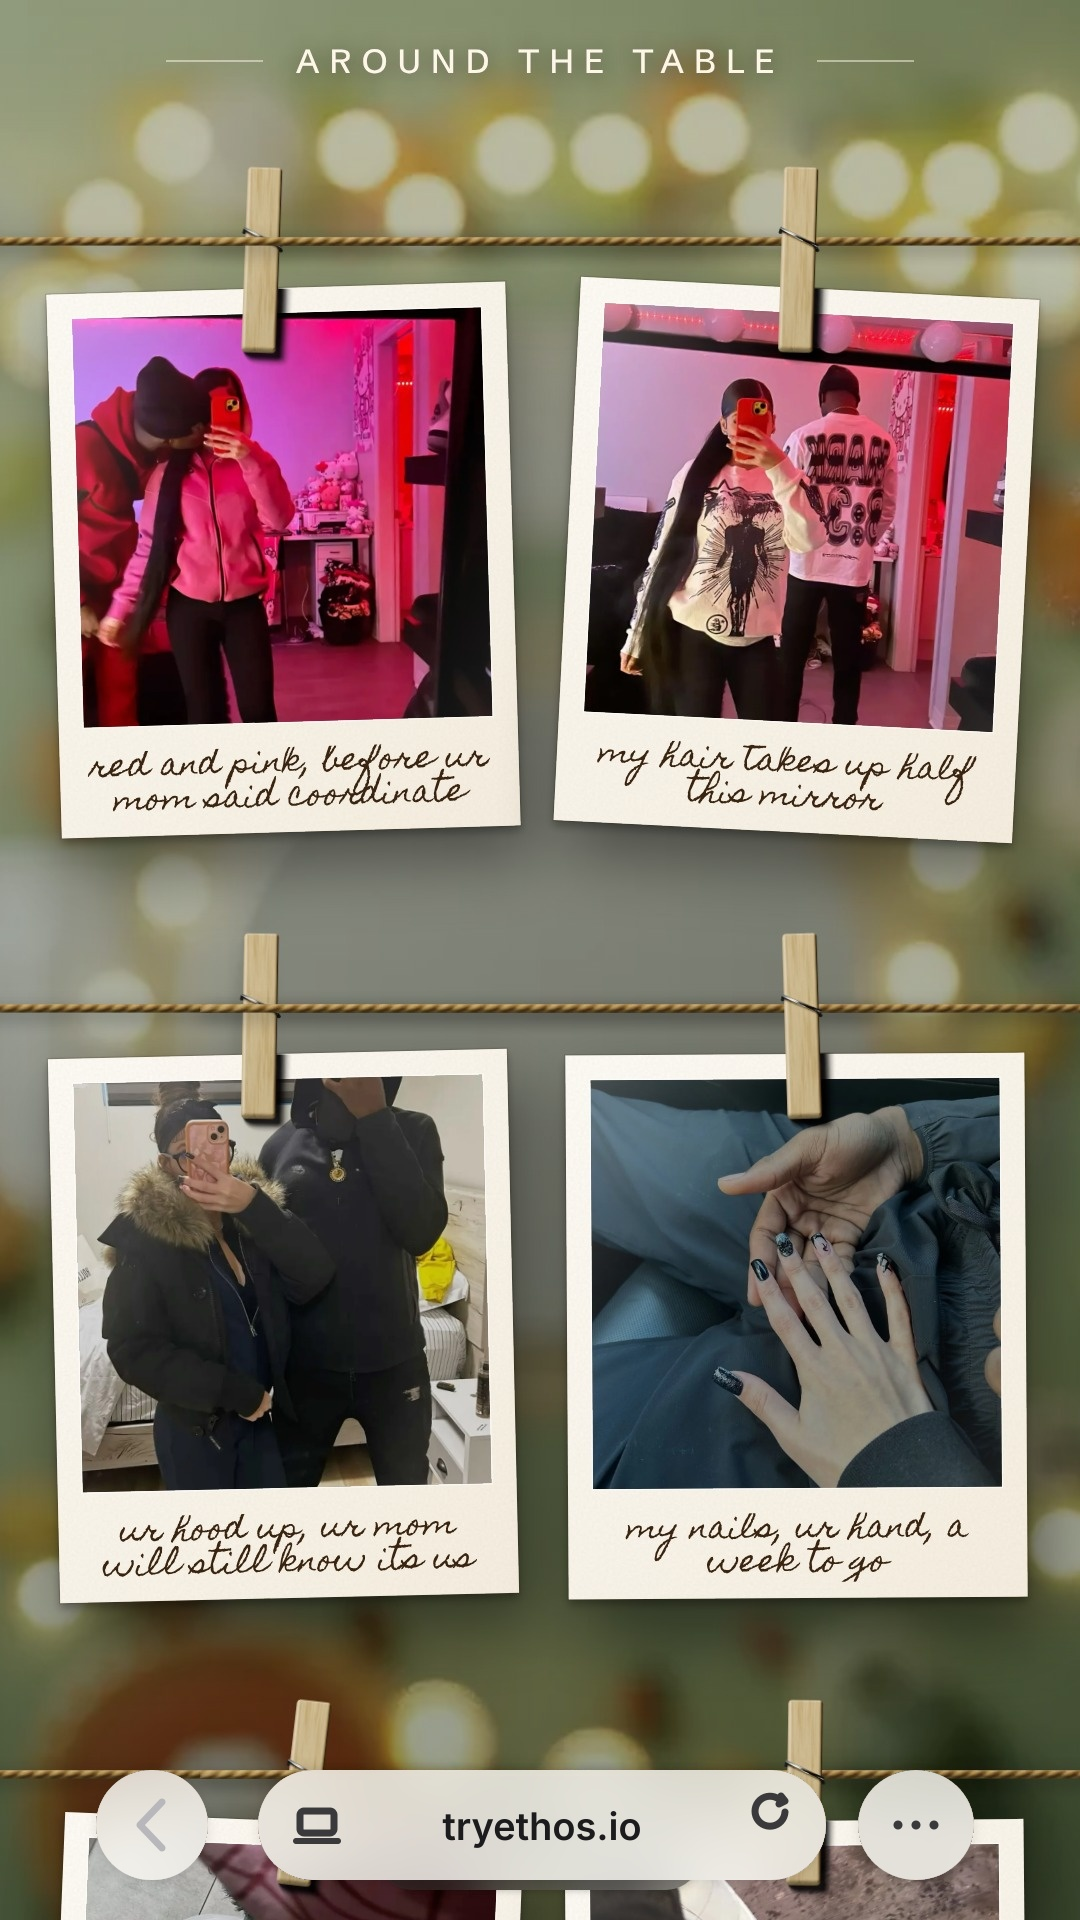 AROUND THE TABLE
red and pink, before ur
mom said coordinate
my hair takes up half
this mirror
ur hood up, ur mom
will still know its us
my nails, ur hand, a
week to go
tryethos.io